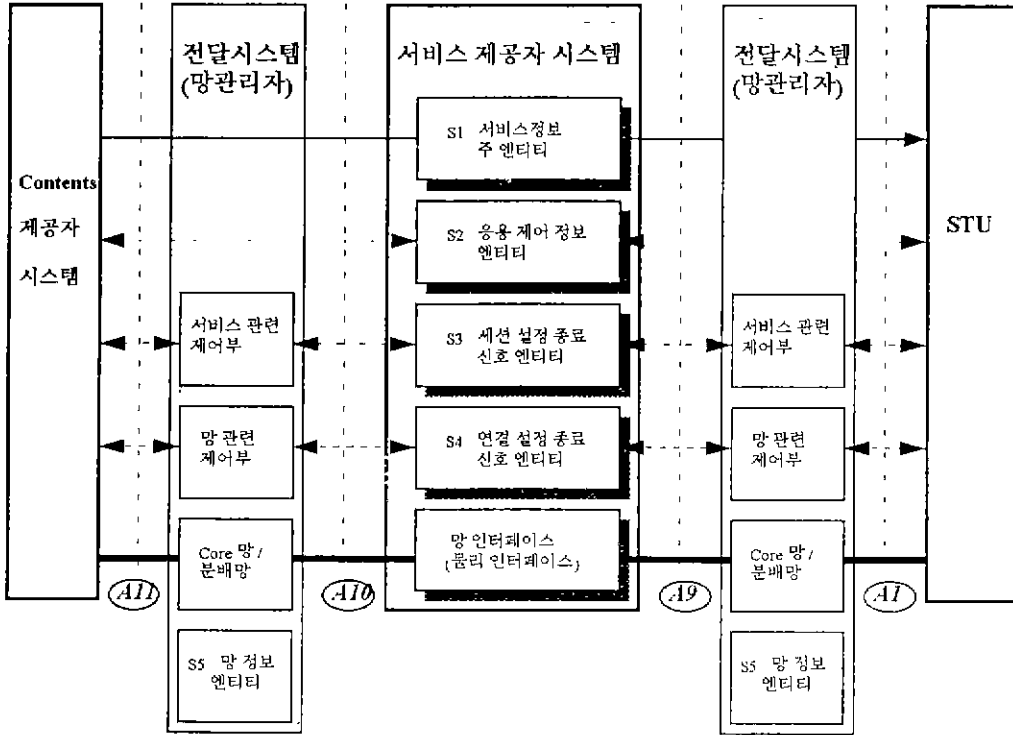 Contents
제공자
시스템
전달시스템
(망관리자)
서비스 관련
제어부
망 관련
제어부
Core 망 /
분배망
S5 망 정보
엔티티
서비스 제공자 시스템
S1 서비스정보
주 엔티티
S2 응용 제어 정보
엔티티
S3 세션 설정 종료
신호 엔티티
S4 연결 설정 종료
신호 엔티티
망 인터페이스
(물리 인터페이스)
전달시스템
(망관리자)
서비스 관련
제어부
망 관련
제어부
Core 망 /
분배망
S5 망 정보
엔티티
STU
A11
A10
A9
A1